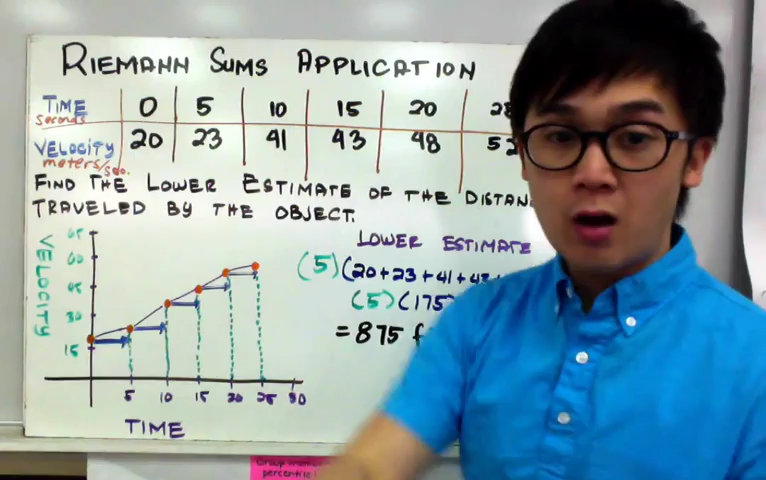 RIEMANN SUMS APPLICATION
TIME 0 5 10 15 20
seconds
VELOCITY 20 23 41 43 48
meters/sec.
FIND THE LOWER ESTIMATE OF THE
TRAVELED BY THE OBJECT.
VELOCITY
60
45
30
15
5 10 15 20 25 30
TIME
LOWER ESTIMATE
(5)(20+23+41+
(5)(175
=875